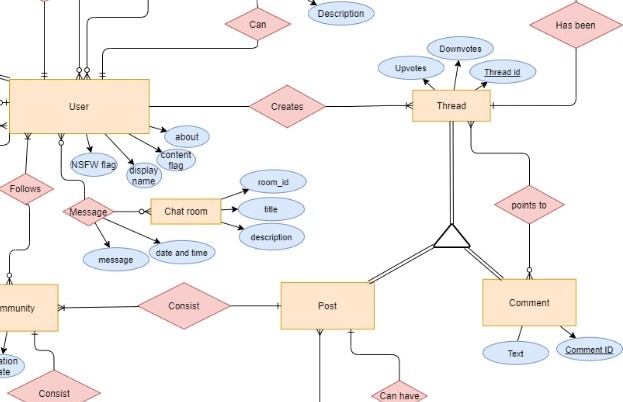 Description
Can
Has been
Downvotes
Upvotes
Thread id
User
Creates
Thread
about
content
flag
NSFW flag
display
name
Follows
room_id
Message
Chat room
title
points to
description
date and time
message
Post
Comment
mmunity
Consist
Text
Comment ID
ation
ate
Consist
Can have